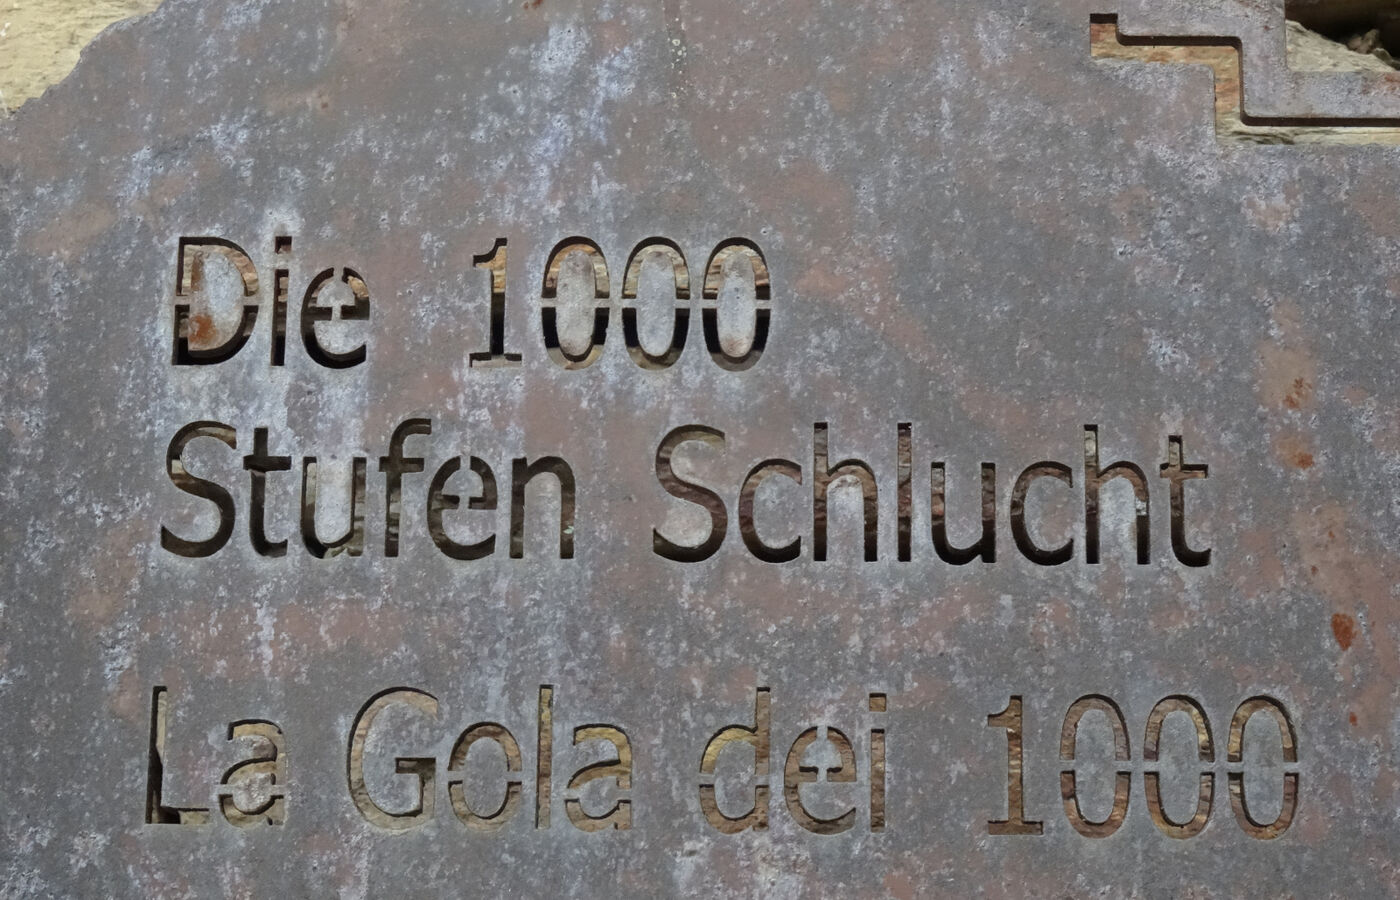 Die 1000
Stufen Schlucht
La Gola dei 1000